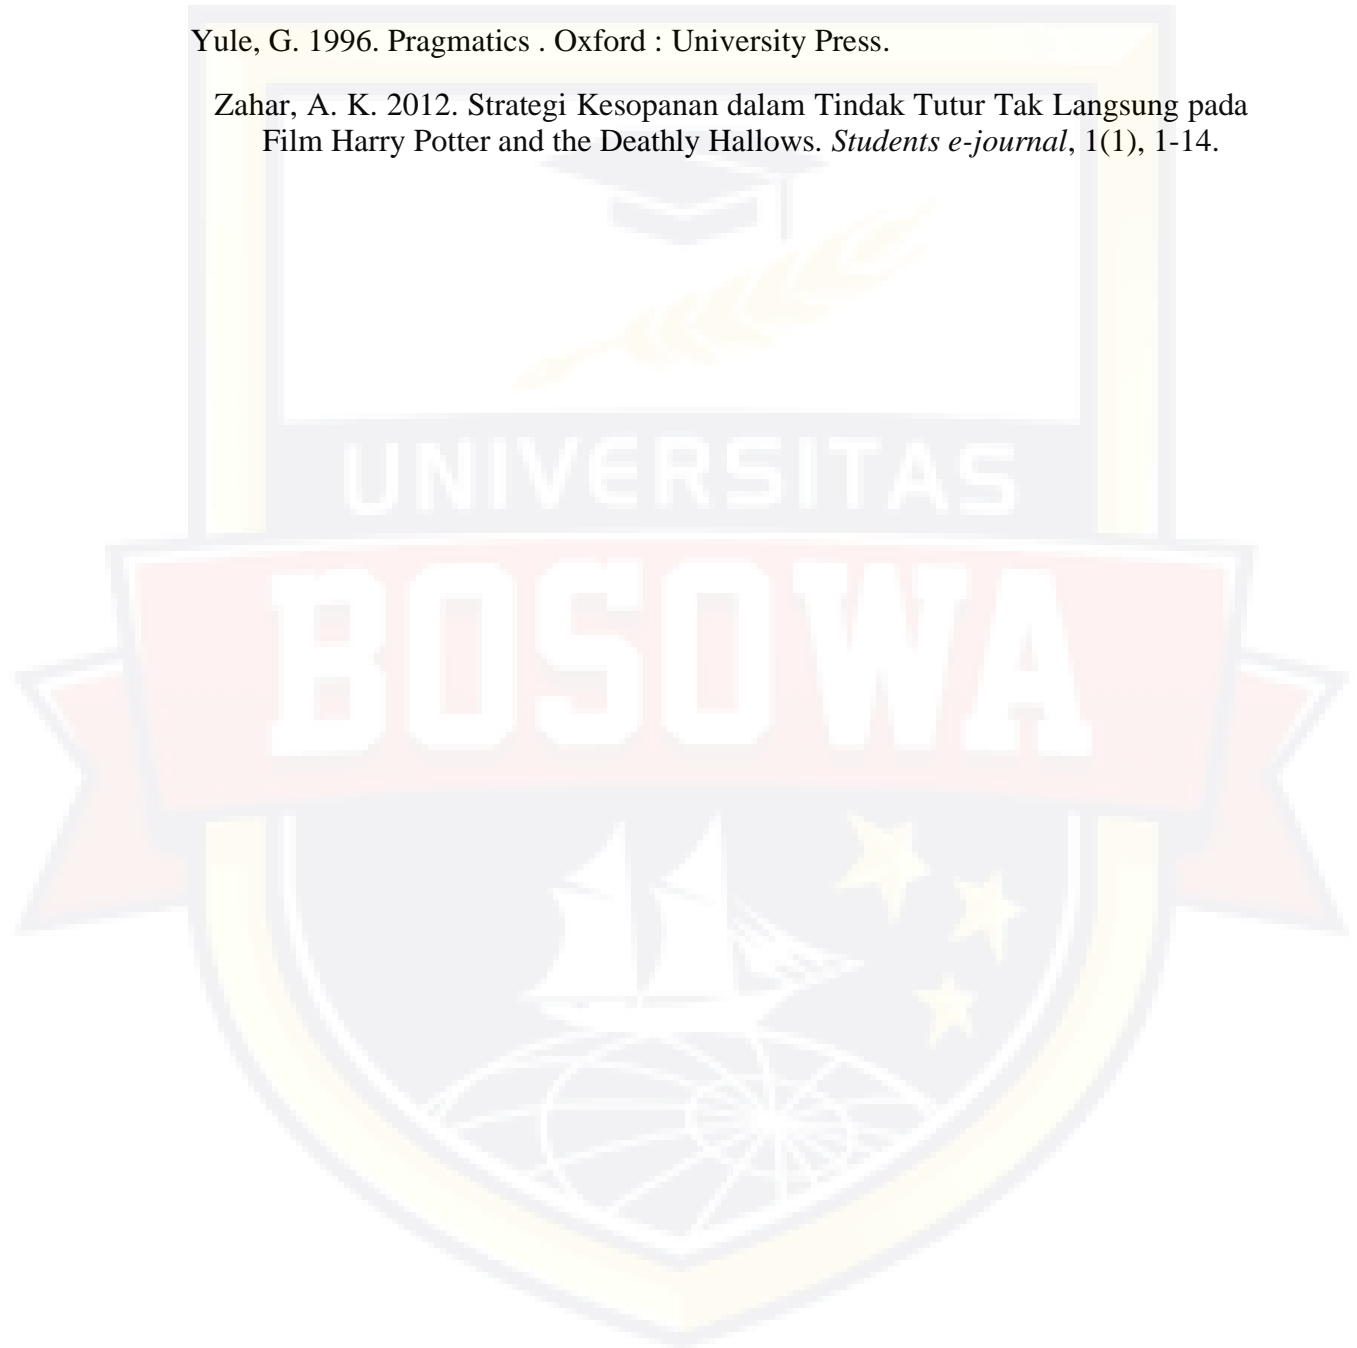 Yule, G. 1996. Pragmatics . Oxford : University Press.
Zahar, A. K. 2012. Strategi Kesopanan dalam Tindak Tutur Tak Langsung pada
Film Harry Potter and the Deathly Hallows. Students e-journal, 1(1), 1-14.
UNIVERSITAS
BOSOWA